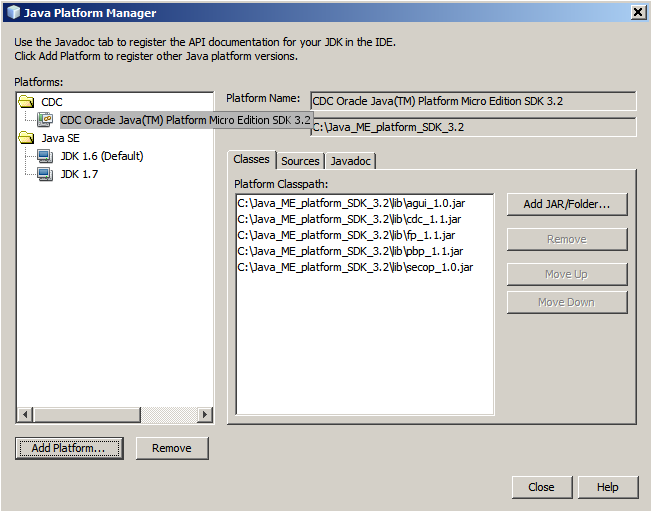 Java Platform Manager
Use the Javadoc tab to register the API documentation for your JDK in the IDE.
Click Add Platform to register other Java platform versions.
Platforms:
CDC
CDC Oracle Java(TM) Platform Micro Edition SDK 3.2
Java SE
JDK 1.6 (Default)
JDK 1.7
Platform Name: CDC Oracle Java(TM) Platform Micro Edition SDK 3.2
C:\Java_ME_platform_SDK_3.2
Classes Sources Javadoc
Platform Classpath:
C:\Java_ME_platform_SDK_3.2\lib\agui_1.0.jar
C:\Java_ME_platform_SDK_3.2\lib\cdc_1.1.jar
C:\Java_ME_platform_SDK_3.2\lib\fp_1.1.jar
C:\Java_ME_platform_SDK_3.2\lib\pbp_1.1.jar
C:\Java_ME_platform_SDK_3.2\lib\secop_1.0.jar
Add JAR/Folder...
Remove
Move Up
Move Down
Add Platform... Remove
Close Help